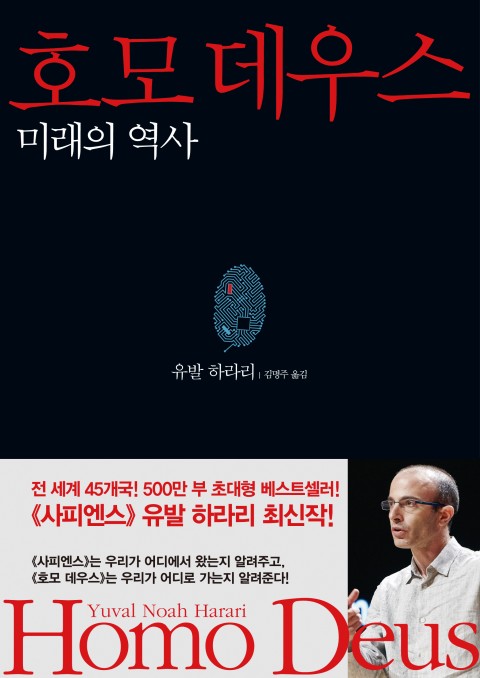 호모 데우스
미래의 역사
유발 하라리 | 김명주 옮김
전 세계 45개국! 500만 부 초대형 베스트셀러!
《사피엔스》 유발 하라리 최신작!
《사피엔스》는 우리가 어디에서 왔는지 알려주고,
《호모 데우스》는 우리가 어디로 가는지 알려준다!
Yuval Noah Harari
Homo Deus